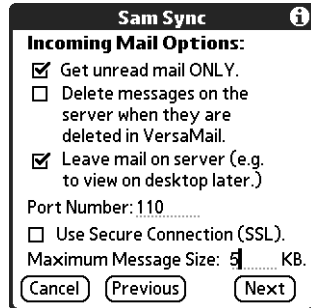 Sam Sync
Incoming Mail Options:
Get unread mail ONLY.
Delete messages on the
server when they are
deleted in VersaMail.
Leave mail on server (e.g.
to view on desktop later.)
Port Number: 110
Use Secure Connection (SSL).
Maximum Message Size: 5 KB.
Cancel Previous Next